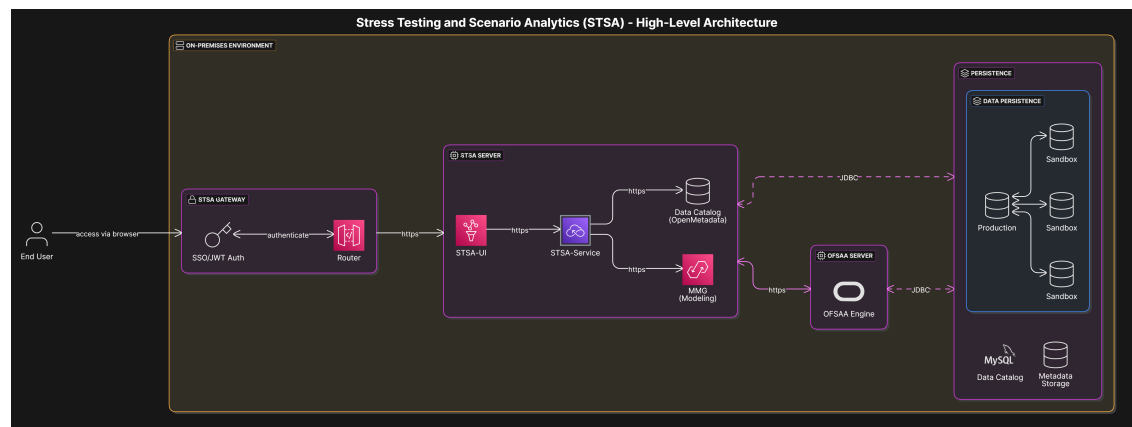 Stress Testing and Scenario Analytics (STSA) - High-Level Architecture
ON-PREMISES ENVIRONMENT
PERSISTENCE
DATA PERSISTENCE
Sandbox
STSA SERVER
https
Data Catalog
(OpenMetadata)
JDBC
STSA GATEWAY
End User
access via browser
SSO/JWT Auth
authenticate
Router
https
STSA-UI
https
STSA-Service
https
MMG
(Modeling)
https
OFSAA SERVER
OFSAA Engine
JDBC
Production
Sandbox
Sandbox
MySQL
Data Catalog
Metadata
Storage